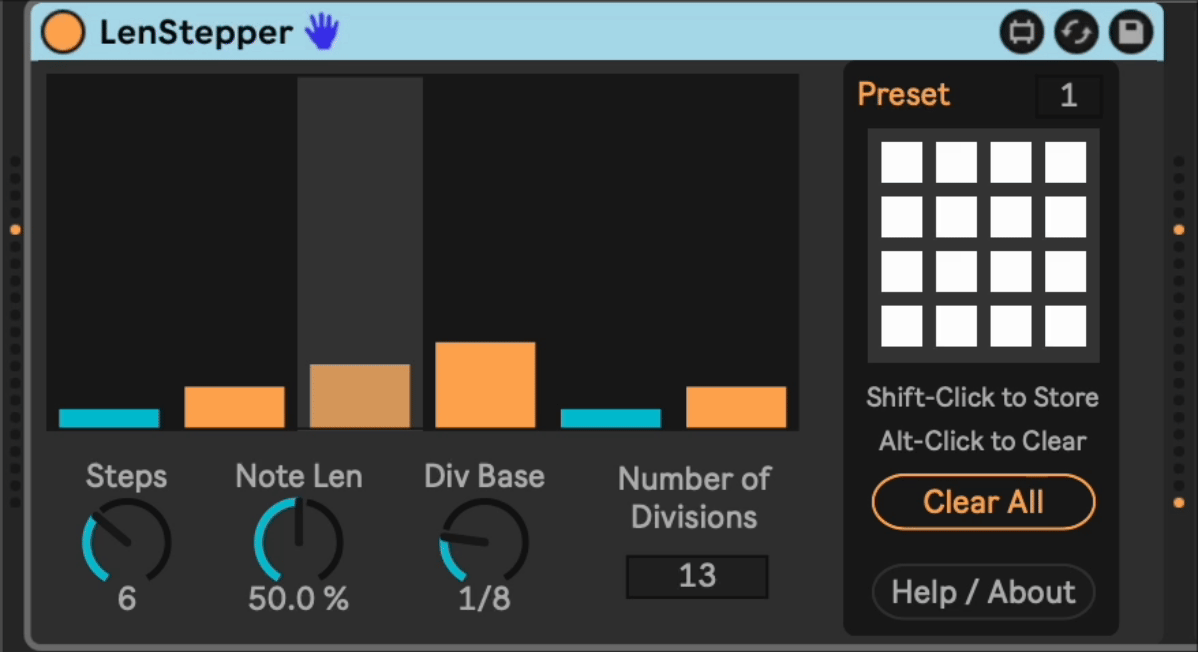 LenStepper
Preset
1
Shift-Click to Store
Alt-Click to Clear
Clear All
Help / About
Steps
Note Len
Div Base
Number of
Divisions
6
50.0 %
1/8
13